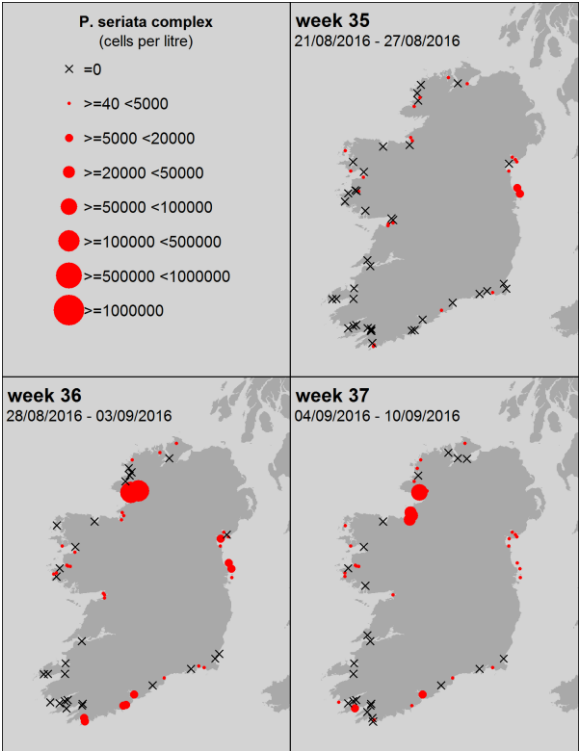 P. seriata complex
(cells per litre)
=0
>=40 <5000
>=5000 <20000
>=20000 <50000
>=50000 <100000
>=100000 <500000
>=500000 <1000000
>=1000000
week 35
21/08/2016 - 27/08/2016
week 36
28/08/2016 - 03/09/2016
week 37
04/09/2016 - 10/09/2016